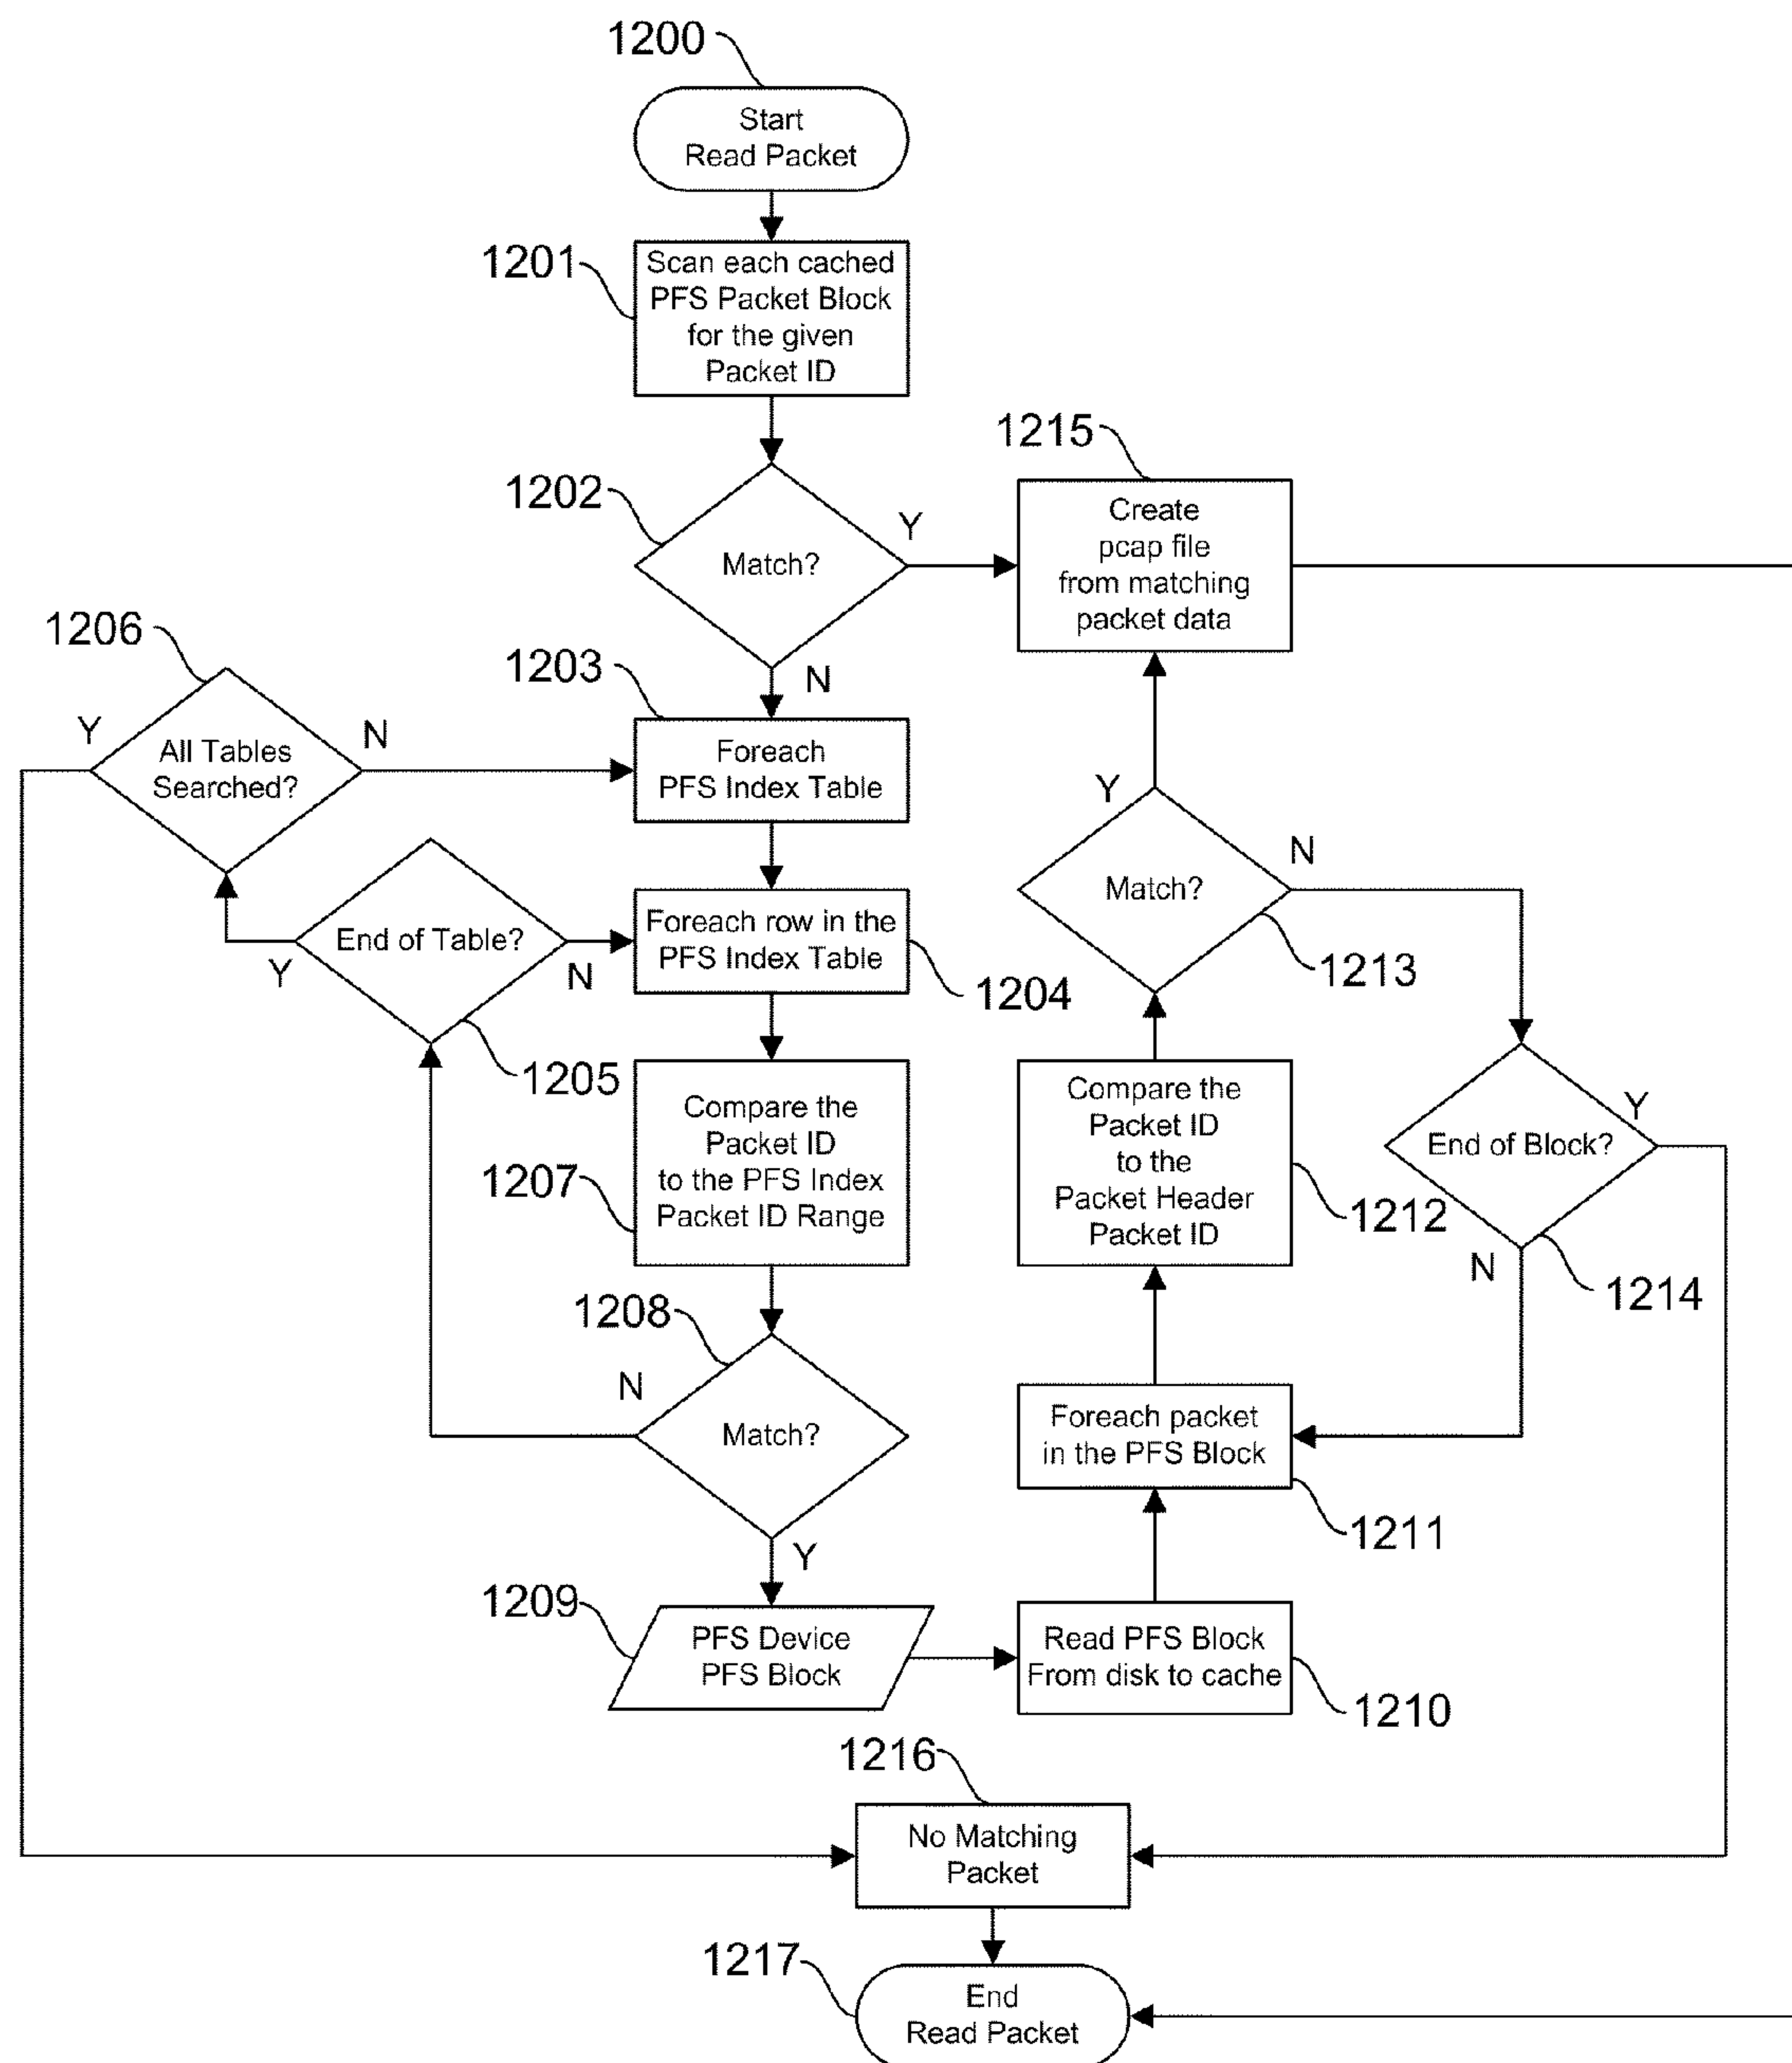 1200
Start
Read Packet
1201
Scan each cached
PFS Packet Block
for the given
Packet ID
1202
Match?
Y
N
1215
Create
pcap file
from matching
packet data
1206
All Tables
Searched?
Y
N
1203
Foreach
PFS Index Table
1205
End of Table?
Y
N
Foreach row in the
PFS Index Table
1204
1207
Compare the
Packet ID
to the PFS Index
Packet ID Range
1208
Match?
N
Y
1209
PFS Device
PFS Block
Read PFS Block
From disk to cache
1210
Foreach packet
in the PFS Block
1211
Compare the
Packet ID
to the
Packet Header
Packet ID
1212
Match?
Y
N
1213
End of Block?
Y
N
1214
1216
No Matching
Packet
1217
End
Read Packet